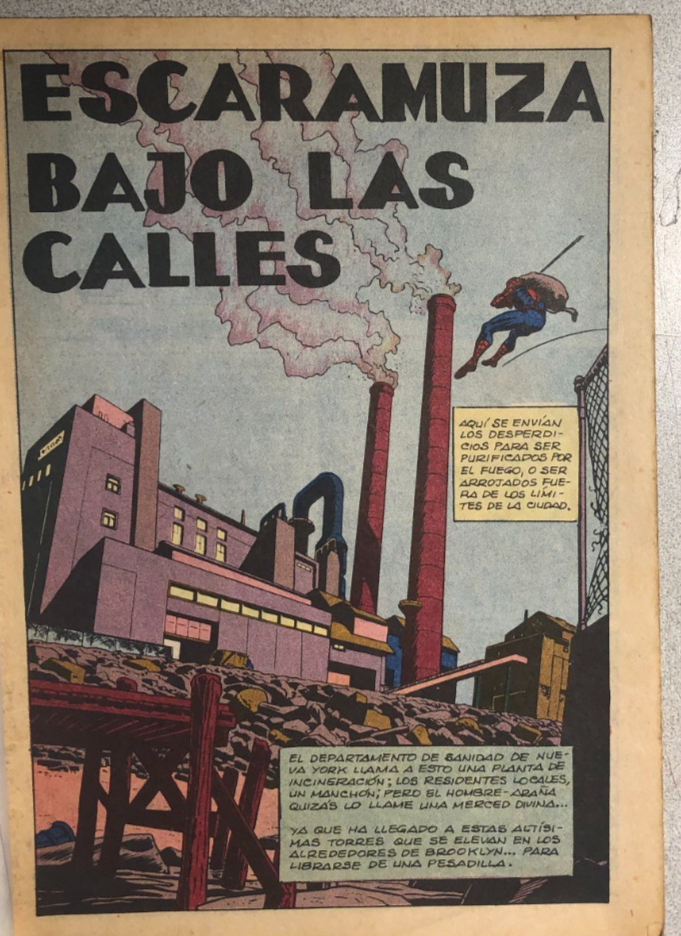 ESCARAMUZA
BAJO LAS
CALLES
AQUÍ SE ENVÍAN
LOS DESPERDI-
CIOS PARA SER
PURIFICADOS POR
EL FUEGO, O SER
ARROJADOS FUE-
RA DE LOS LÍMI-
TES DE LA CIUDAD.
EL DEPARTAMENTO DE SANIDAD DE NUE-
VA YORK LLAMA A ESTO UNA PLANTA DE
INCINERACIÓN; LOS RESIDENTES LOCALES,
UN MANCHÓN; PERO EL HOMBRE-ARAÑA
QUIZÁS LO LLAME UNA MERCED DIVINA...
YA QUE HA LLEGADO A ESTAS ALTÍSI-
MAS TORRES QUE SE ELEVAN EN LOS
ALREDEDORES DE BROOKLYN... PARA
LIBRARSE DE UNA PESADILLA.